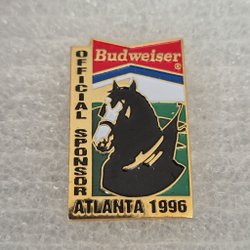 Budweiser®
OFFICIAL SPONSOR
ATLANTA 1996